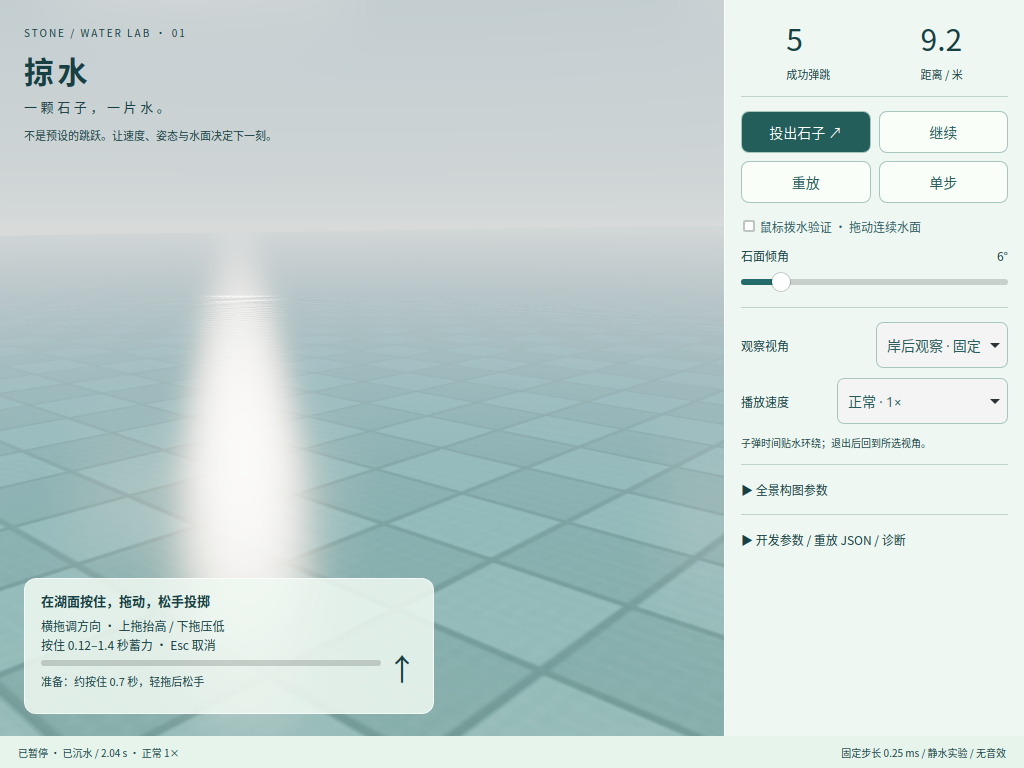 STONE / WATER LAB · 01
掠水
一颗石子，一片水。
不是预设的跳跃。让速度、姿态与水面决定下一刻。
5
9.2
成功弹跳
距离 / 米
投出石子 ↗
继续
重放
单步
鼠标拨水验证 · 拖动连续水面
石面倾角
6°
观察视角
岸后观察 · 固定
播放速度
正常 · 1×
子弹时间贴水环绕；退出后回到所选视角。
▶ 全景构图参数
▶ 开发参数 / 重放 JSON / 诊断
在湖面按住，拖动，松手投掷
横拖调方向 · 上拖抬高 / 下拖压低
按住 0.12–1.4 秒蓄力 · Esc 取消
↑
准备：约按住 0.7 秒，轻拖后松手
已暂停 · 已沉水 / 2.04 s · 正常 1×
固定步长 0.25 ms / 静水实验 / 无音效